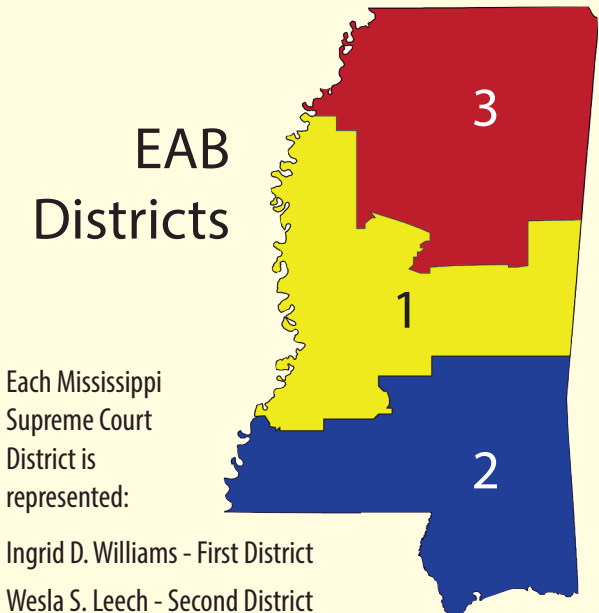 EAB
Districts
3
1
2
Each Mississippi
Supreme Court
District is
represented:
Ingrid D. Williams - First District
Wesla S. Leech - Second District